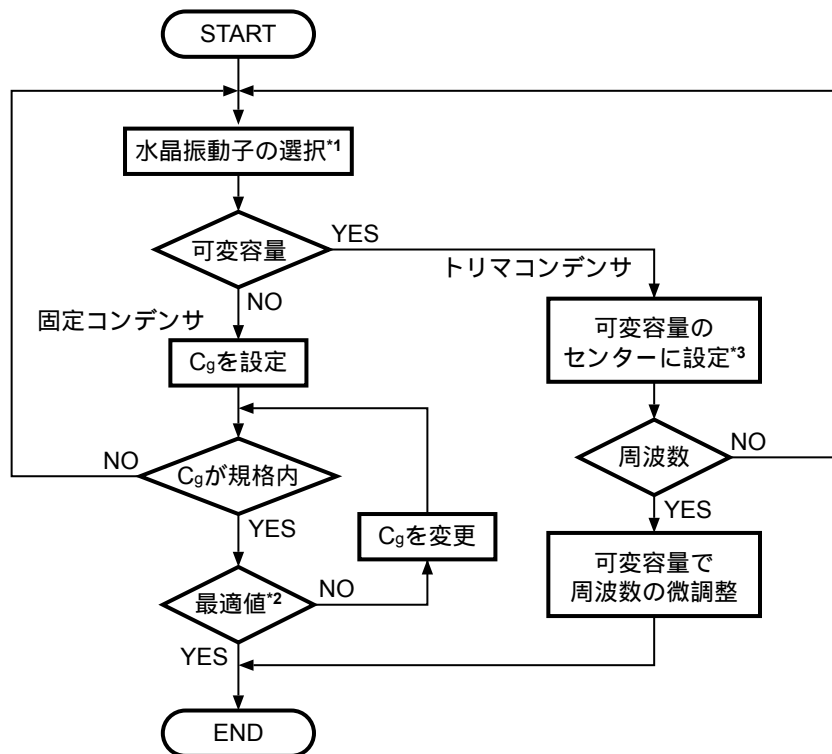 START
水晶振動子の選択*1
可変容量
YES
トリマコンデンサ
NO
固定コンデンサ
Cgを設定
可変容量の
センターに設定*3
NO
Cgが規格内
周波数
NO
YES
Cgを変更
YES
可変容量で
周波数の微調整
最適値*2
NO
YES
END